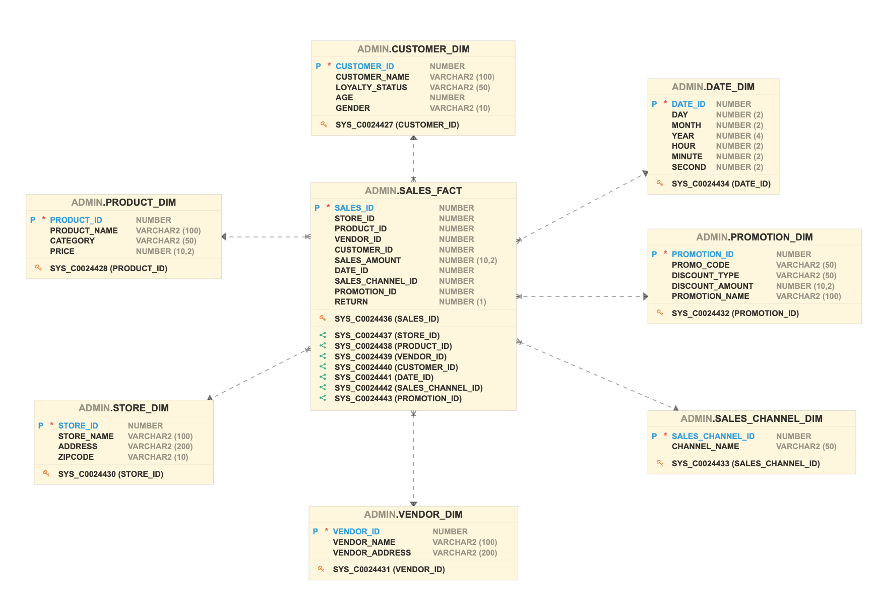 ADMIN.CUSTOMER_DIM
P * CUSTOMER_ID NUMBER
CUSTOMER_NAME VARCHAR2 (100)
LOYALTY_STATUS VARCHAR2 (50)
AGE NUMBER
GENDER VARCHAR2 (10)
SYS_C0024427 (CUSTOMER_ID)
ADMIN.DATE_DIM
P * DATE_ID NUMBER
DAY NUMBER (2)
MONTH NUMBER (2)
YEAR NUMBER (4)
HOUR NUMBER (2)
MINUTE NUMBER (2)
SECOND NUMBER (2)
SYS_C0024434 (DATE_ID)
ADMIN.PRODUCT_DIM
P * PRODUCT_ID NUMBER
PRODUCT_NAME VARCHAR2 (100)
CATEGORY VARCHAR2 (50)
PRICE NUMBER (10,2)
SYS_C0024428 (PRODUCT_ID)
ADMIN.SALES_FACT
P * SALES_ID NUMBER
STORE_ID NUMBER
PRODUCT_ID NUMBER
VENDOR_ID NUMBER
CUSTOMER_ID NUMBER
SALES_AMOUNT NUMBER (10,2)
DATE_ID NUMBER
SALES_CHANNEL_ID NUMBER
PROMOTION_ID NUMBER
RETURN NUMBER (1)
SYS_C0024436 (SALES_ID)
SYS_C0024437 (STORE_ID)
SYS_C0024438 (PRODUCT_ID)
SYS_C0024439 (VENDOR_ID)
SYS_C0024440 (CUSTOMER_ID)
SYS_C0024441 (DATE_ID)
SYS_C0024442 (SALES_CHANNEL_ID)
SYS_C0024443 (PROMOTION_ID)
ADMIN.PROMOTION_DIM
P * PROMOTION_ID NUMBER
PROMO_CODE VARCHAR2 (50)
DISCOUNT_TYPE VARCHAR2 (50)
DISCOUNT_AMOUNT NUMBER (10,2)
PROMOTION_NAME VARCHAR2 (100)
SYS_C0024432 (PROMOTION_ID)
ADMIN.STORE_DIM
P * STORE_ID NUMBER
STORE_NAME VARCHAR2 (100)
ADDRESS VARCHAR2 (200)
ZIPCODE VARCHAR2 (10)
SYS_C0024430 (STORE_ID)
ADMIN.SALES_CHANNEL_DIM
P * SALES_CHANNEL_ID NUMBER
CHANNEL_NAME VARCHAR2 (50)
SYS_C0024433 (SALES_CHANNEL_ID)
ADMIN.VENDOR_DIM
P * VENDOR_ID NUMBER
VENDOR_NAME VARCHAR2 (100)
VENDOR_ADDRESS VARCHAR2 (200)
SYS_C0024431 (VENDOR_ID)